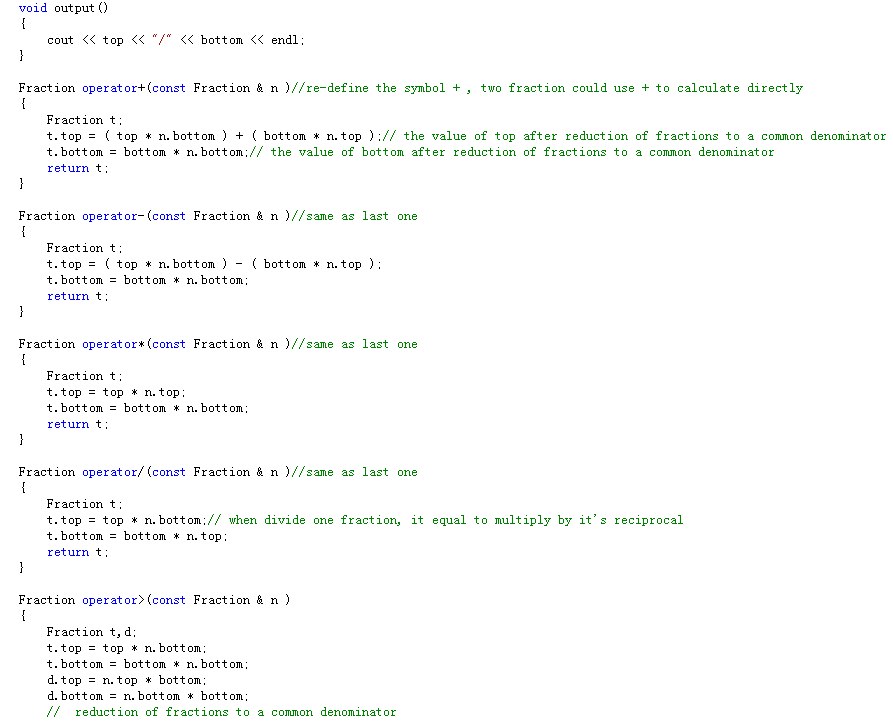 void output()
{
cout << top << "/" << bottom << endl;
}
Fraction operator+(const Fraction & n )//re-define the symbol + , two fraction could use + to calculate directly
{
Fraction t;
t.top = ( top * n.bottom ) + ( bottom * n.top );// the value of top after reduction of fractions to a common denominator
t.bottom = bottom * n.bottom;// the value of bottom after reduction of fractions to a common denominator
return t;
}
Fraction operator-(const Fraction & n )//same as last one
{
Fraction t;
t.top = ( top * n.bottom ) - ( bottom * n.top );
t.bottom = bottom * n.bottom;
return t;
}
Fraction operator*(const Fraction & n )//same as last one
{
Fraction t;
t.top = top * n.top;
t.bottom = bottom * n.bottom;
return t;
}
Fraction operator/(const Fraction & n )//same as last one
{
Fraction t;
t.top = top * n.bottom;// when divide one fraction, it equal to multiply by it's reciprocal
t.bottom = bottom * n.top;
return t;
}
Fraction operator>(const Fraction & n )
{
Fraction t,d;
t.top = top * n.bottom;
t.bottom = bottom * n.bottom;
d.top = n.top * bottom;
d.bottom = n.bottom * bottom;
// reduction of fractions to a common denominator